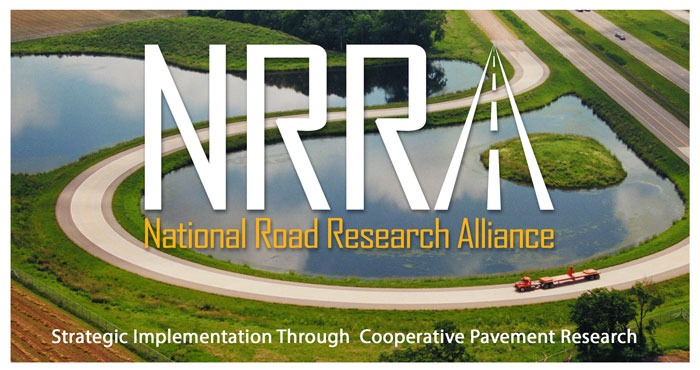 NRRA
National Road Research Alliance
Strategic Implementation Through Cooperative Pavement Research